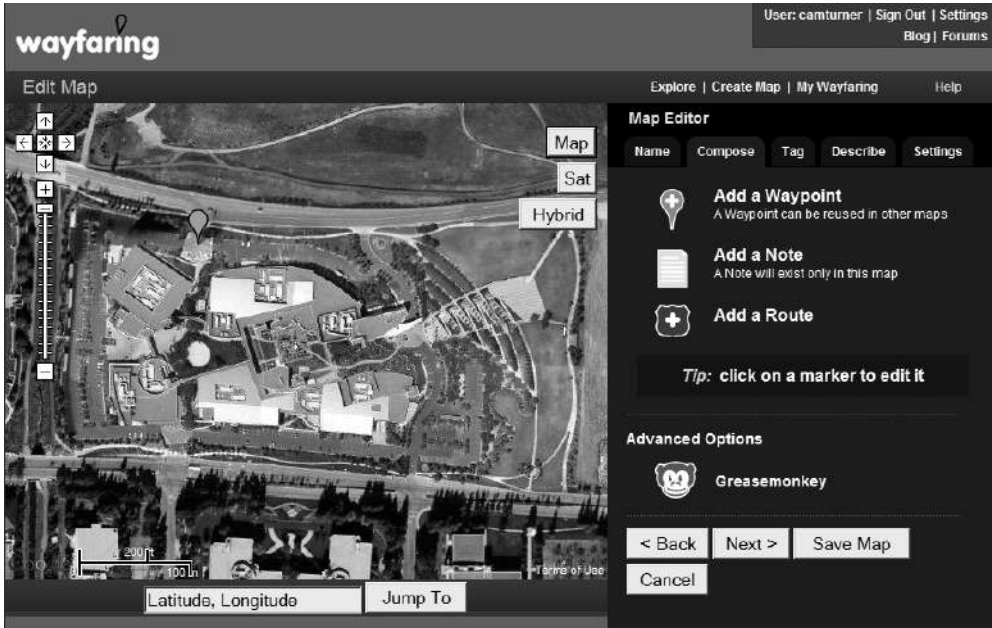 User: camturner | Sign Out | Settings
Blog | Forums
wayfaring
Edit Map
Explore | Create Map | My Wayfaring
Help
Map
Sat
Hybrid
Map Editor
Name Compose Tag Describe Settings
Add a Waypoint
A Waypoint can be reused in other maps
Add a Note
A Note will exist only in this map
Add a Route
Tip: click on a marker to edit it
Advanced Options
Greasemonkey
< Back Next > Save Map
Cancel
200 ft
100 m
Terms of Use
Latitude, Longitude Jump To